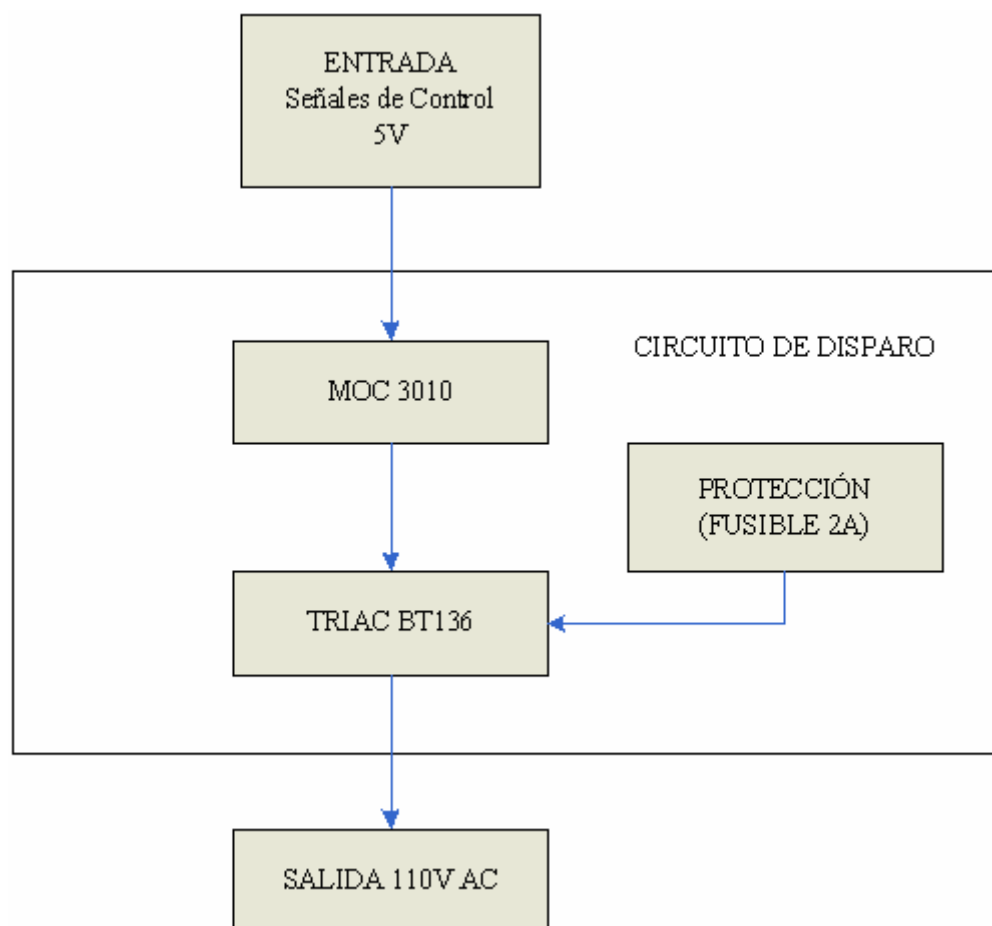 ENTRADA
Señales de Control
5V
CIRCUITO DE DISPARO
MOC 3010
PROTECCIÓN
(FUSIBLE 2A)
TRIAC BT136
SALIDA 110V AC